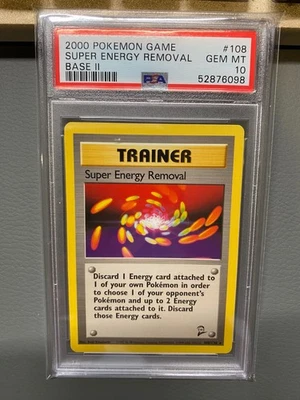 2000 POKEMON GAME #108
SUPER ENERGY REMOVAL GEM MT
BASE II 10
PSA 52876098
TRAINER
Super Energy Removal
Discard 1 Energy card attached to
1 of your own Pokémon in order
to choose 1 of your opponent's
Pokémon and up to 2 Energy
cards attached to it. Discard
those Energy cards.
2